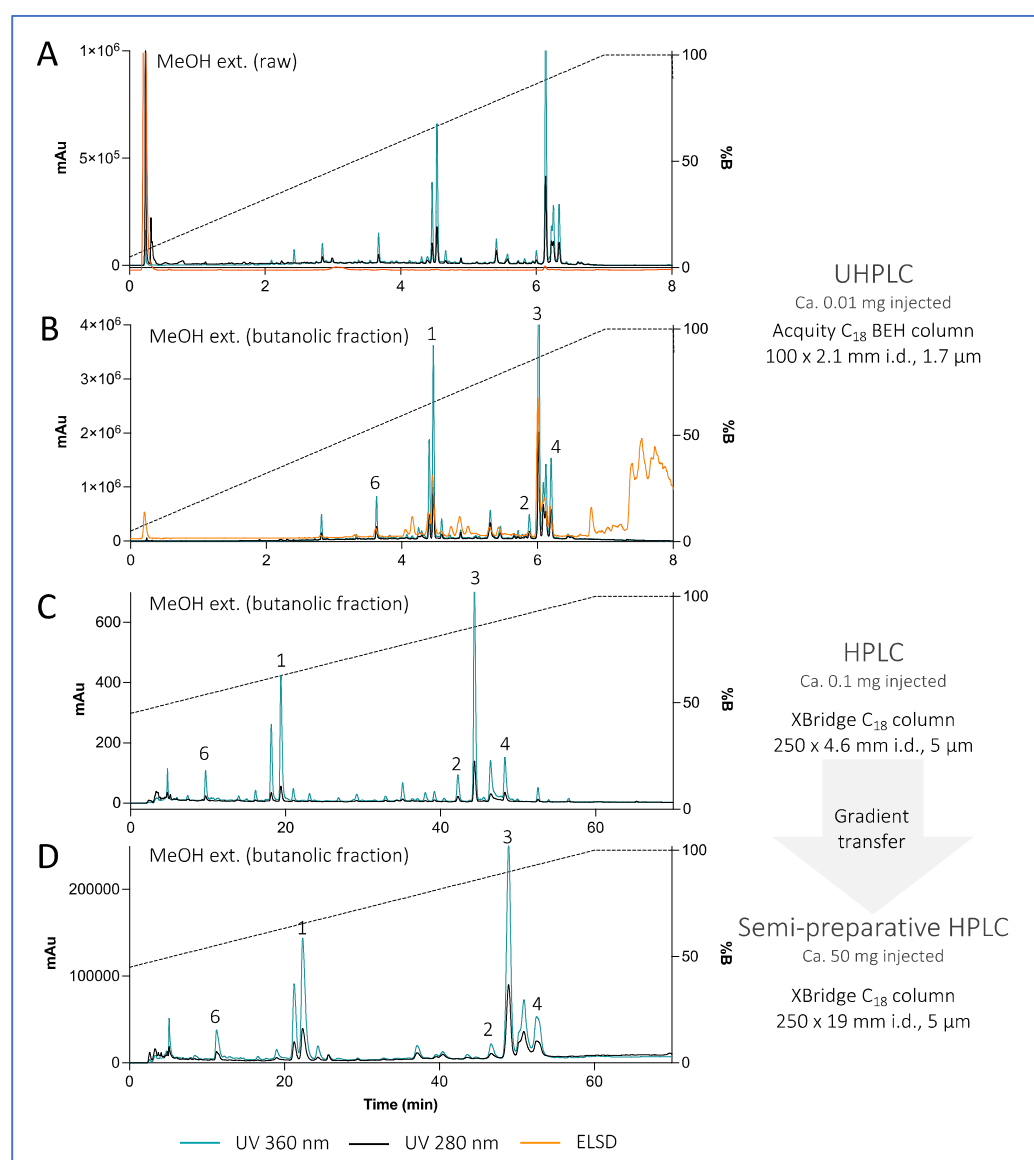 A
MeOH ext. (raw)
1×10⁶
5×10⁵
0
mAu
100
50
0
%B
0 2 4 6 8
UHPLC
Ca. 0.01 mg injected
Acquity C₁₈ BEH column
100 x 2.1 mm i.d., 1.7 µm
B
MeOH ext. (butanolic fraction)
4×10⁶
3×10⁶
2×10⁶
1×10⁶
0
mAu
6
1
2
3
4
100
50
0
%B
0 2 4 6 8
C
MeOH ext. (butanolic fraction)
600
400
200
0
mAu
6
1
2
3
4
100
50
0
%B
0 20 40 60
HPLC
Ca. 0.1 mg injected
XBridge C₁₈ column
250 x 4.6 mm i.d., 5 µm
Gradient
transfer
D
MeOH ext. (butanolic fraction)
200000
100000
0
mAu
6
1
2
3
4
100
50
0
%B
0 20 40 60
Time (min)
Semi-preparative HPLC
Ca. 50 mg injected
XBridge C₁₈ column
250 x 19 mm i.d., 5 µm
UV 360 nm UV 280 nm ELSD